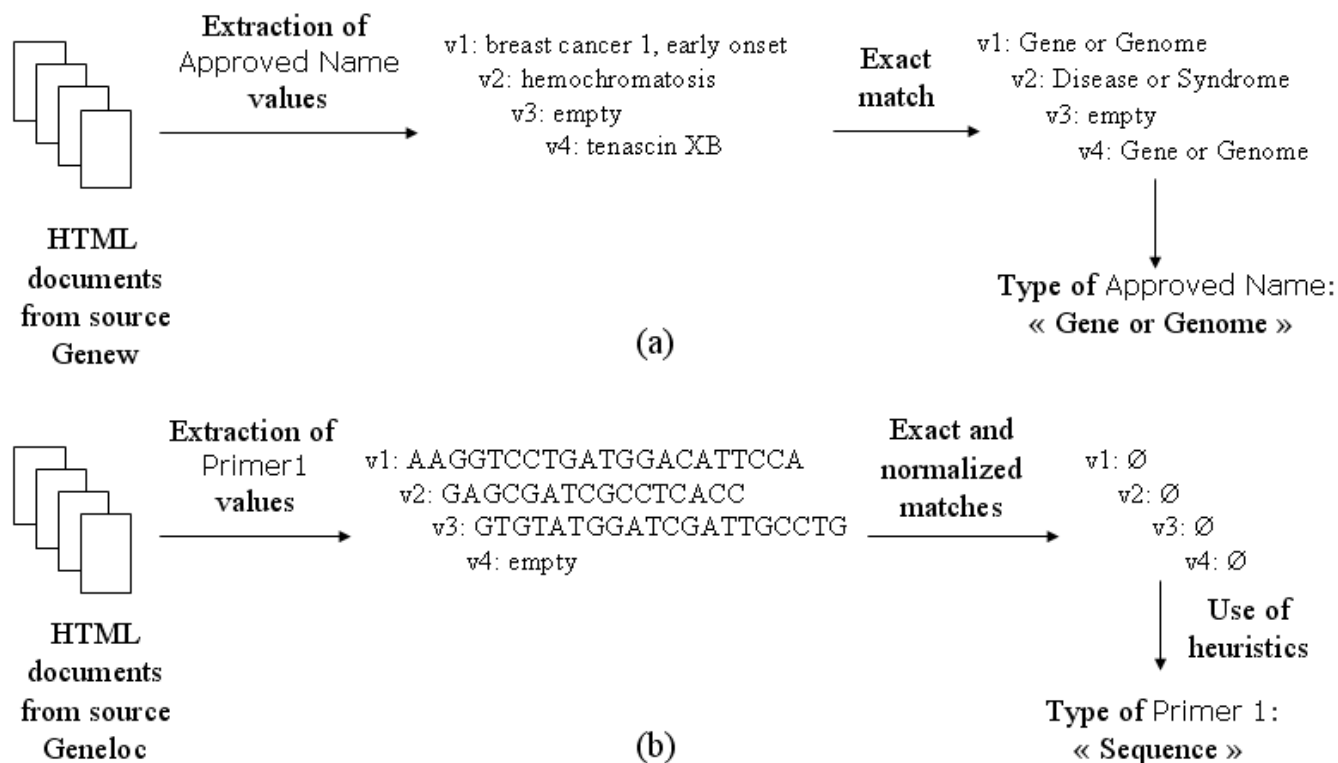 Extraction of
Approved Name
values
v1: breast cancer 1, early onset
v2: hemochromatosis
v3: empty
v4: tenascin XB
Exact
match
v1: Gene or Genome
v2: Disease or Syndrome
v3: empty
v4: Gene or Genome
HTML
documents
from source
Genew
Type of Approved Name:
« Gene or Genome »
(a)
Extraction of
Primer1
values
v1: AAGGTCCTGATGGACATTCCA
v2: GAGCGATCGCCTCACC
v3: GTGTATGGATCGATTGCCTG
v4: empty
Exact and
normalized
matches
v1: Ø
v2: Ø
v3: Ø
v4: Ø
Use of
heuristics
HTML
documents
from source
Geneloc
Type of Primer 1:
« Sequence »
(b)